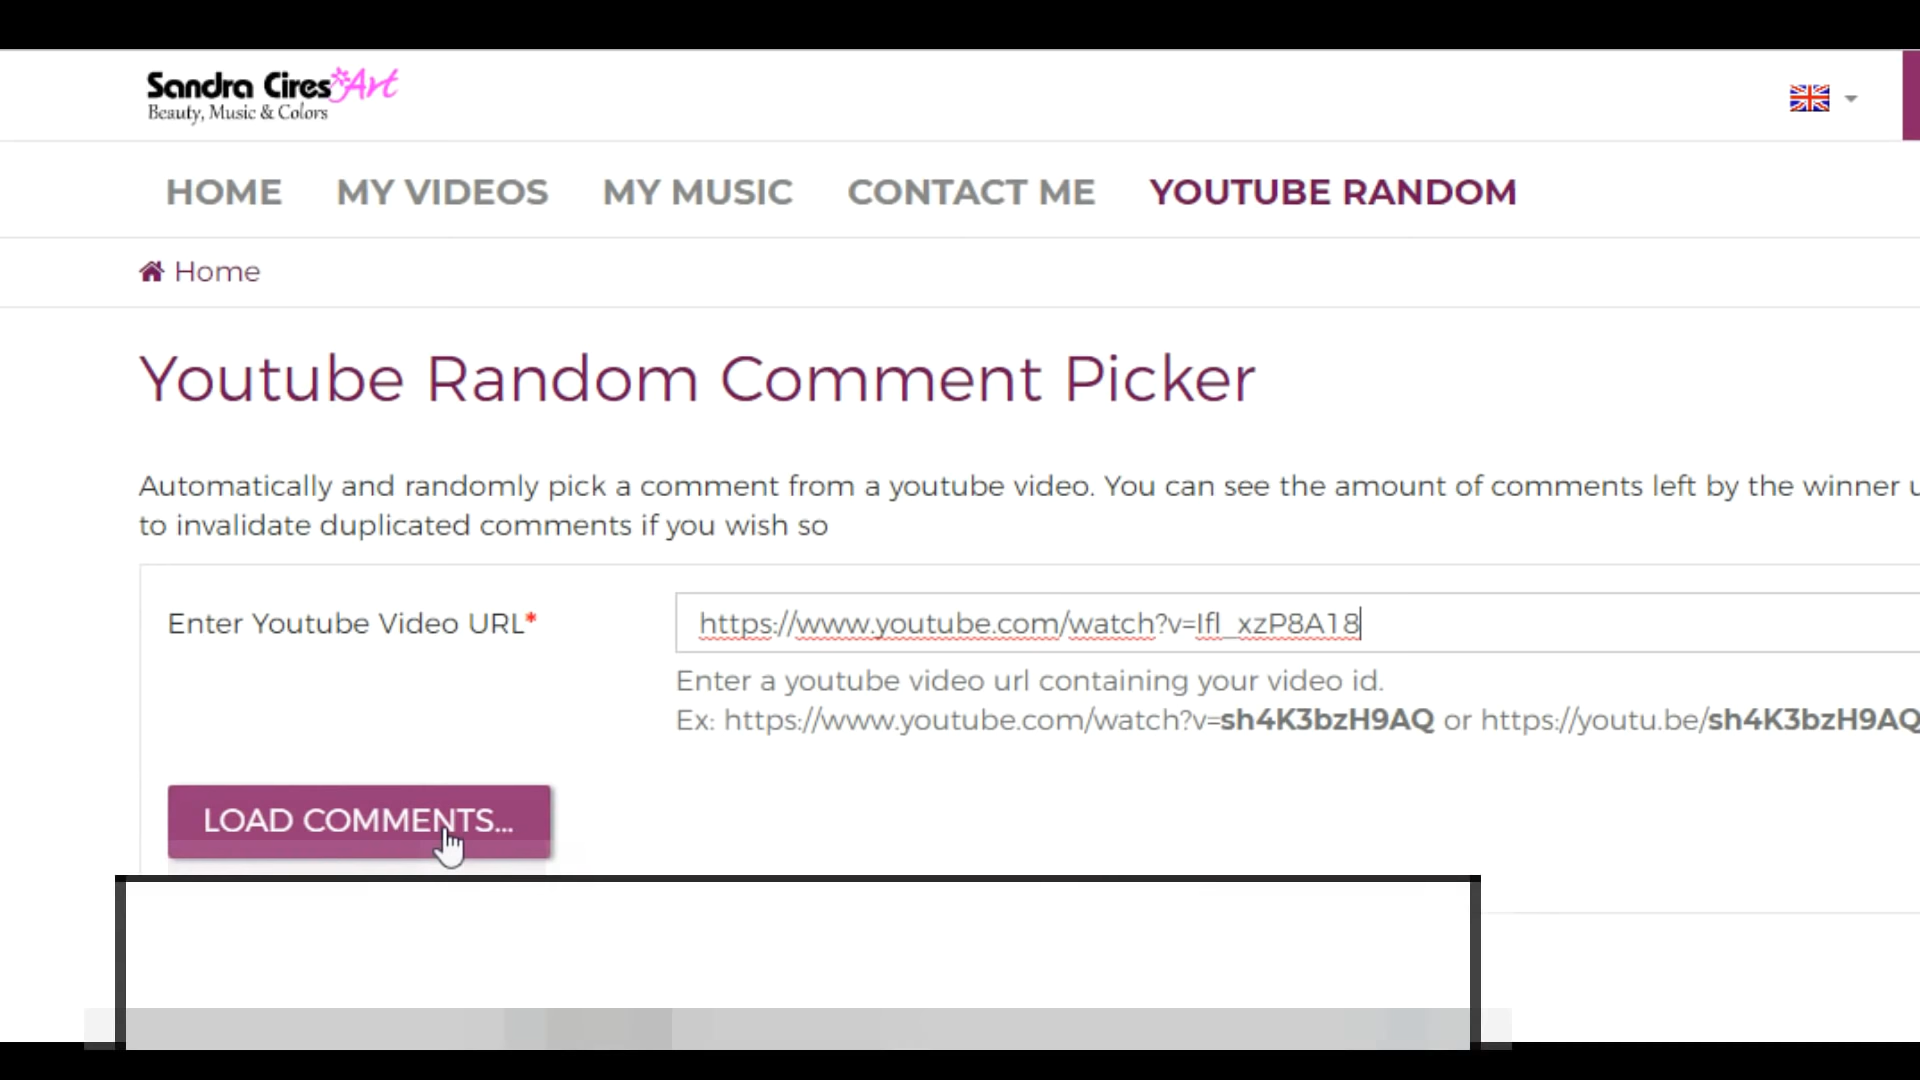 Sandra Cires Art
Beauty, Music & Colors
HOME MY VIDEOS MY MUSIC CONTACT ME YOUTUBE RANDOM
Home
Youtube Random Comment Picker
Automatically and randomly pick a comment from a youtube video. You can see the amount of comments left by the winner u
to invalidate duplicated comments if you wish so
Enter Youtube Video URL*
https://www.youtube.com/watch?v=Ifl_xzP8A18
Enter a youtube video url containing your video id.
Ex: https://www.youtube.com/watch?v=sh4K3bzH9AQ or https://youtu.be/sh4K3bzH9AQ
LOAD COMMENTS...